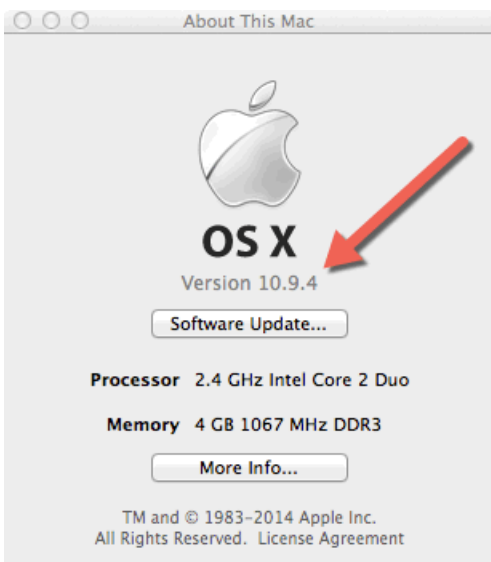 About This Mac
OS X
Version 10.9.4
Software Update...
Processor 2.4 GHz Intel Core 2 Duo
Memory 4 GB 1067 MHz DDR3
More Info...
TM and © 1983–2014 Apple Inc.
All Rights Reserved. License Agreement